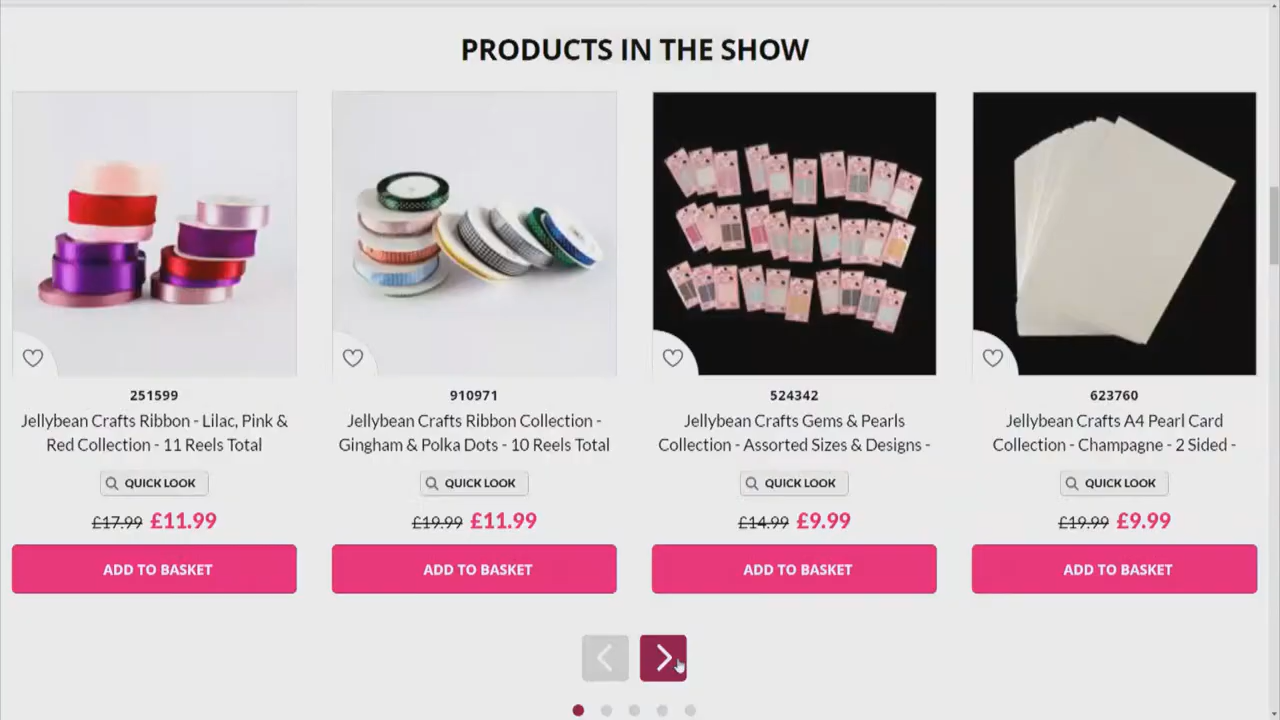 PRODUCTS IN THE SHOW
251599
Jellybean Crafts Ribbon - Lilac, Pink &
Red Collection - 11 Reels Total
QUICK LOOK
£17.99 £11.99
ADD TO BASKET
910971
Jellybean Crafts Ribbon Collection -
Gingham & Polka Dots - 10 Reels Total
QUICK LOOK
£19.99 £11.99
ADD TO BASKET
524342
Jellybean Crafts Gems & Pearls
Collection - Assorted Sizes & Designs -
QUICK LOOK
£14.99 £9.99
ADD TO BASKET
623760
Jellybean Crafts A4 Pearl Card
Collection - Champagne - 2 Sided -
QUICK LOOK
£19.99 £9.99
ADD TO BASKET